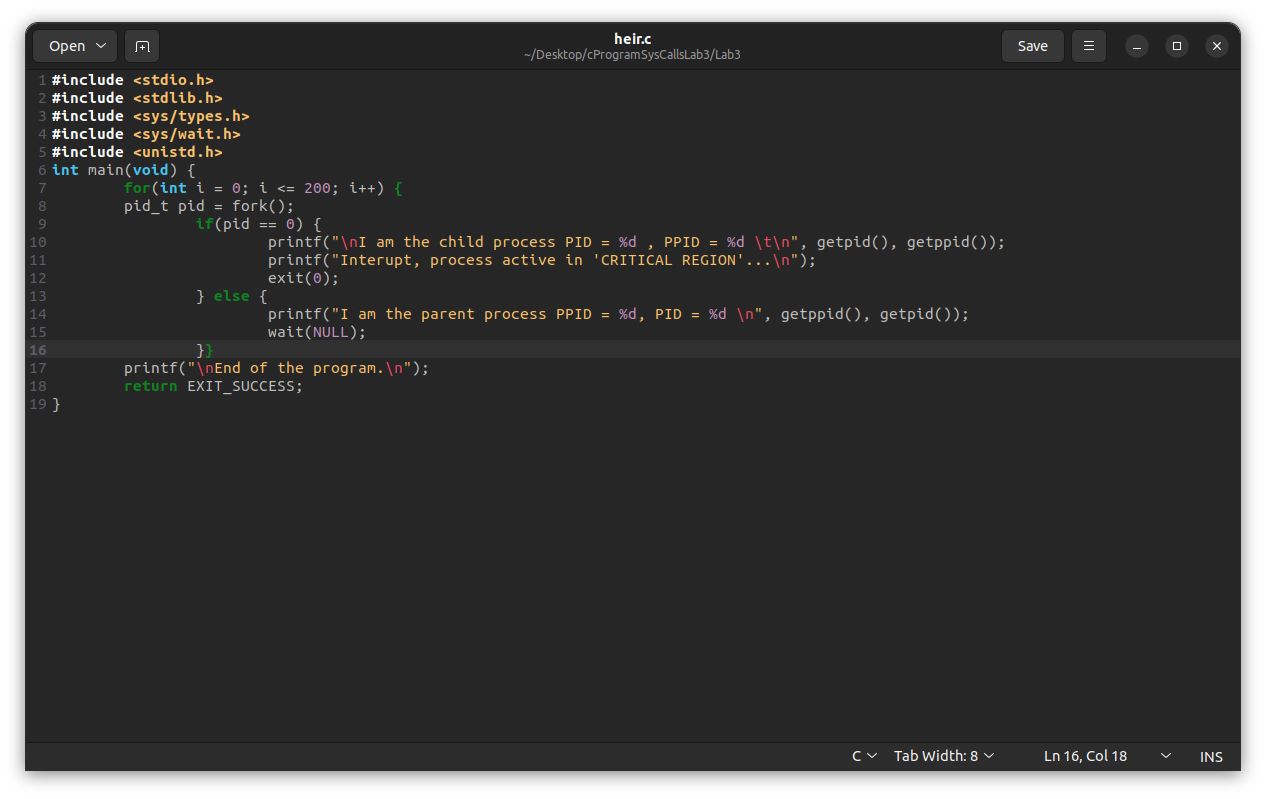 Open
heir.c
~/Desktop/cProgramSysCallsLab3/Lab3
Save
1 #include <stdio.h>
2 #include <stdlib.h>
3 #include <sys/types.h>
4 #include <sys/wait.h>
5 #include <unistd.h>
6 int main(void) {
7         for(int i = 0; i <= 200; i++) {
8         pid_t pid = fork();
9                 if(pid == 0) {
10                         printf("\nI am the child process PID = %d , PPID = %d \t\n", getpid(), getppid());
11                         printf("Interupt, process active in 'CRITICAL REGION'...\n");
12                         exit(0);
13                 } else {
14                         printf("I am the parent process PPID = %d, PID = %d \n", getppid(), getpid());
15                         wait(NULL);
16                 }}
17         printf("\nEnd of the program.\n");
18         return EXIT_SUCCESS;
19 }
C Tab Width: 8 Ln 16, Col 18 INS